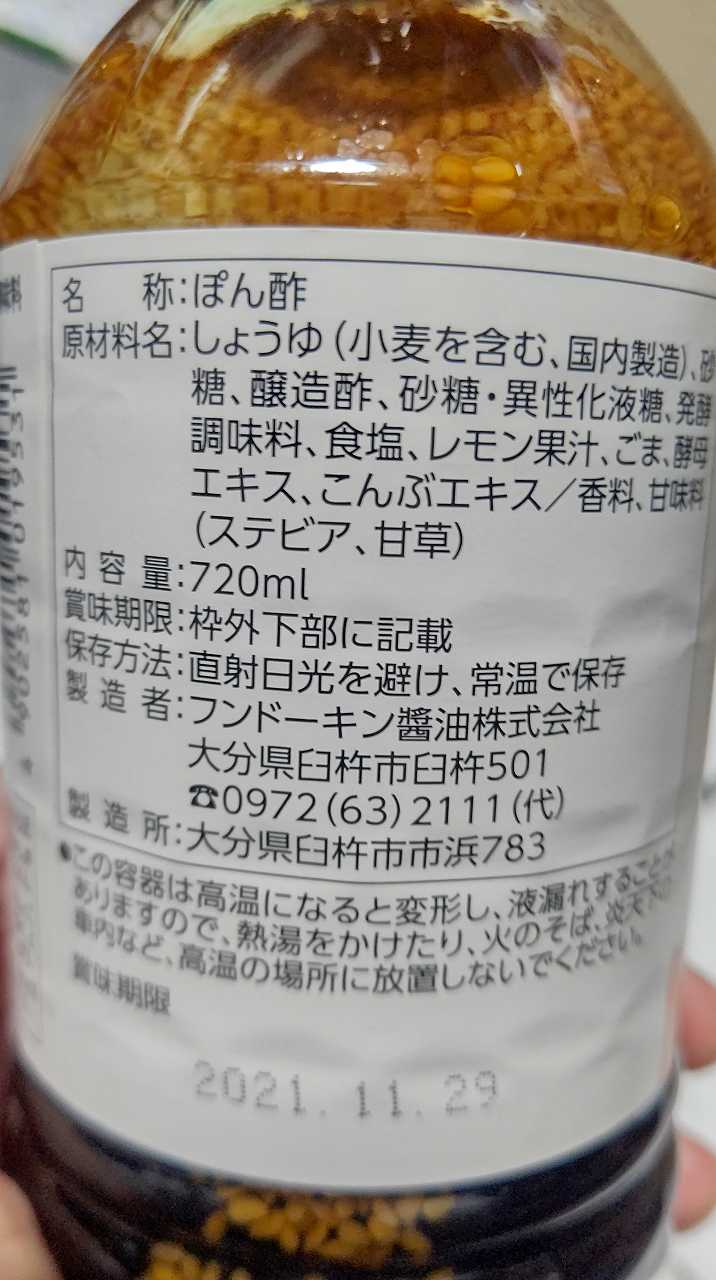 名称:ぽん酢
原材料名:しょうゆ(小麦を含む、国内製造)、砂
糖、醸造酢、砂糖・異性化液糖、発酵
調味料、食塩、レモン果汁、ごま、酵母
エキス、こんぶエキス/香料、甘味料
(ステビア、甘草)
内容量:720ml
賞味期限:枠外下部に記載
保存方法:直射日光を避け、常温で保存
製造者:フンドーキン醬油株式会社
大分県臼杵市臼杵501
☎0972(63)2111(代)
製造所:大分県臼杵市市浜783
●この容器は高温になると変形し、液漏れすることが
ありますので、熱湯をかけたり、火のそば、炎天下の
車内など、高温の場所に放置しないでください。
賞味期限
2021.11.29